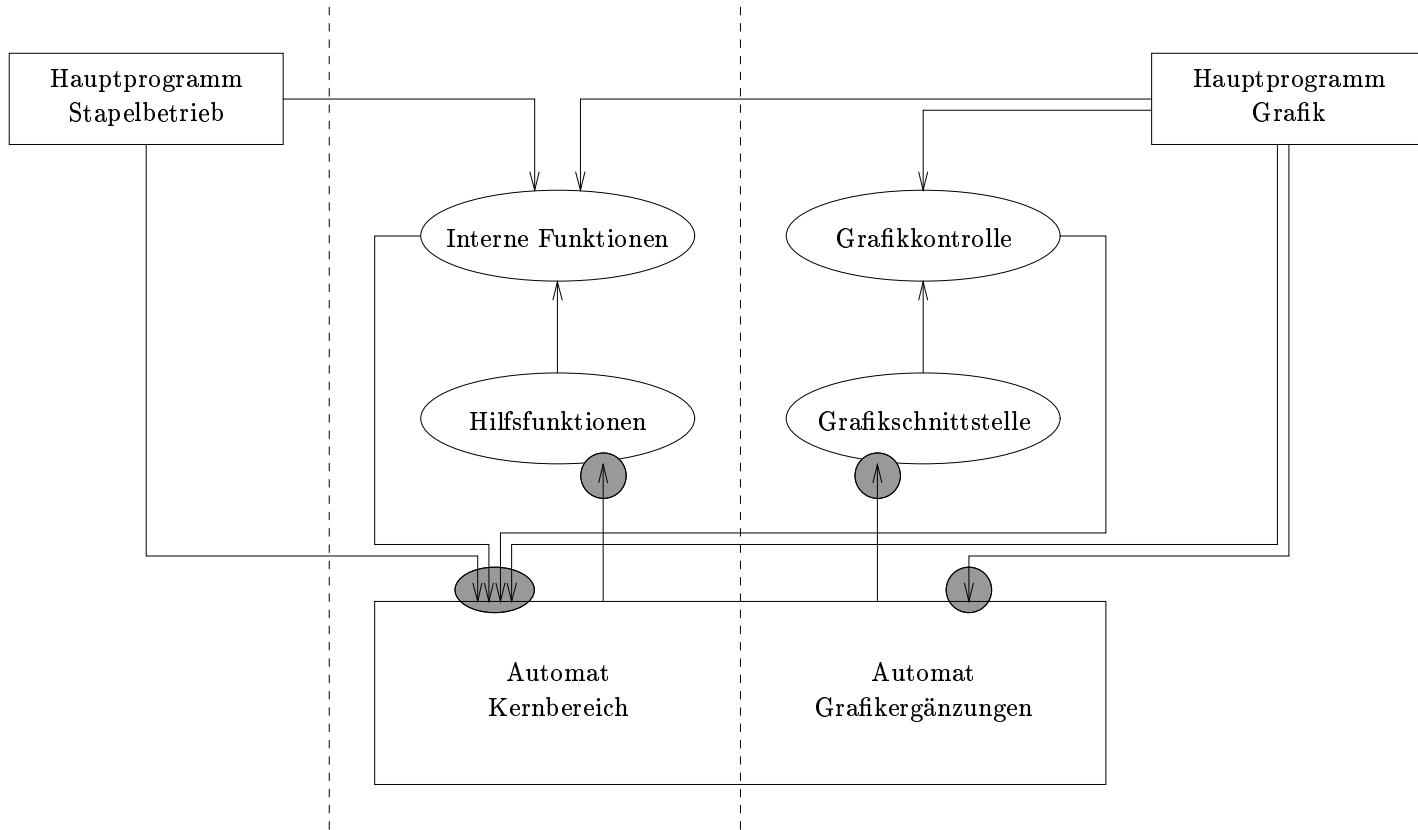 Hauptprogramm
Stapelbetrieb
Hauptprogramm
Grafik
Interne Funktionen
Grafikkontrolle
Hilfsfunktionen
Grafikschnittstelle
Automat
Kernbereich
Automat
Grafikergänzungen